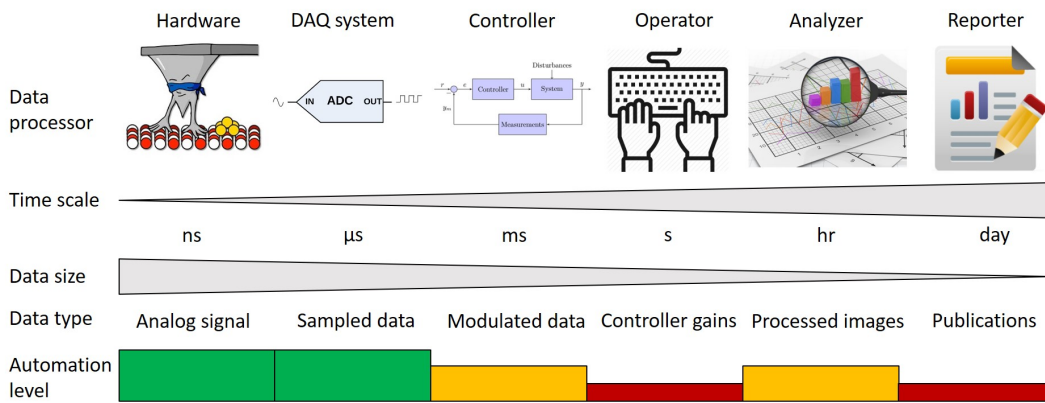 Hardware DAQ system Controller Operator Analyzer Reporter
Data
processor
IN ADC OUT
Disturbances
r e Controller u System y
yₘ
Measurements
Time scale
ns µs ms s hr day
Data size
Data type Analog signal Sampled data Modulated data Controller gains Processed images Publications
Automation
level